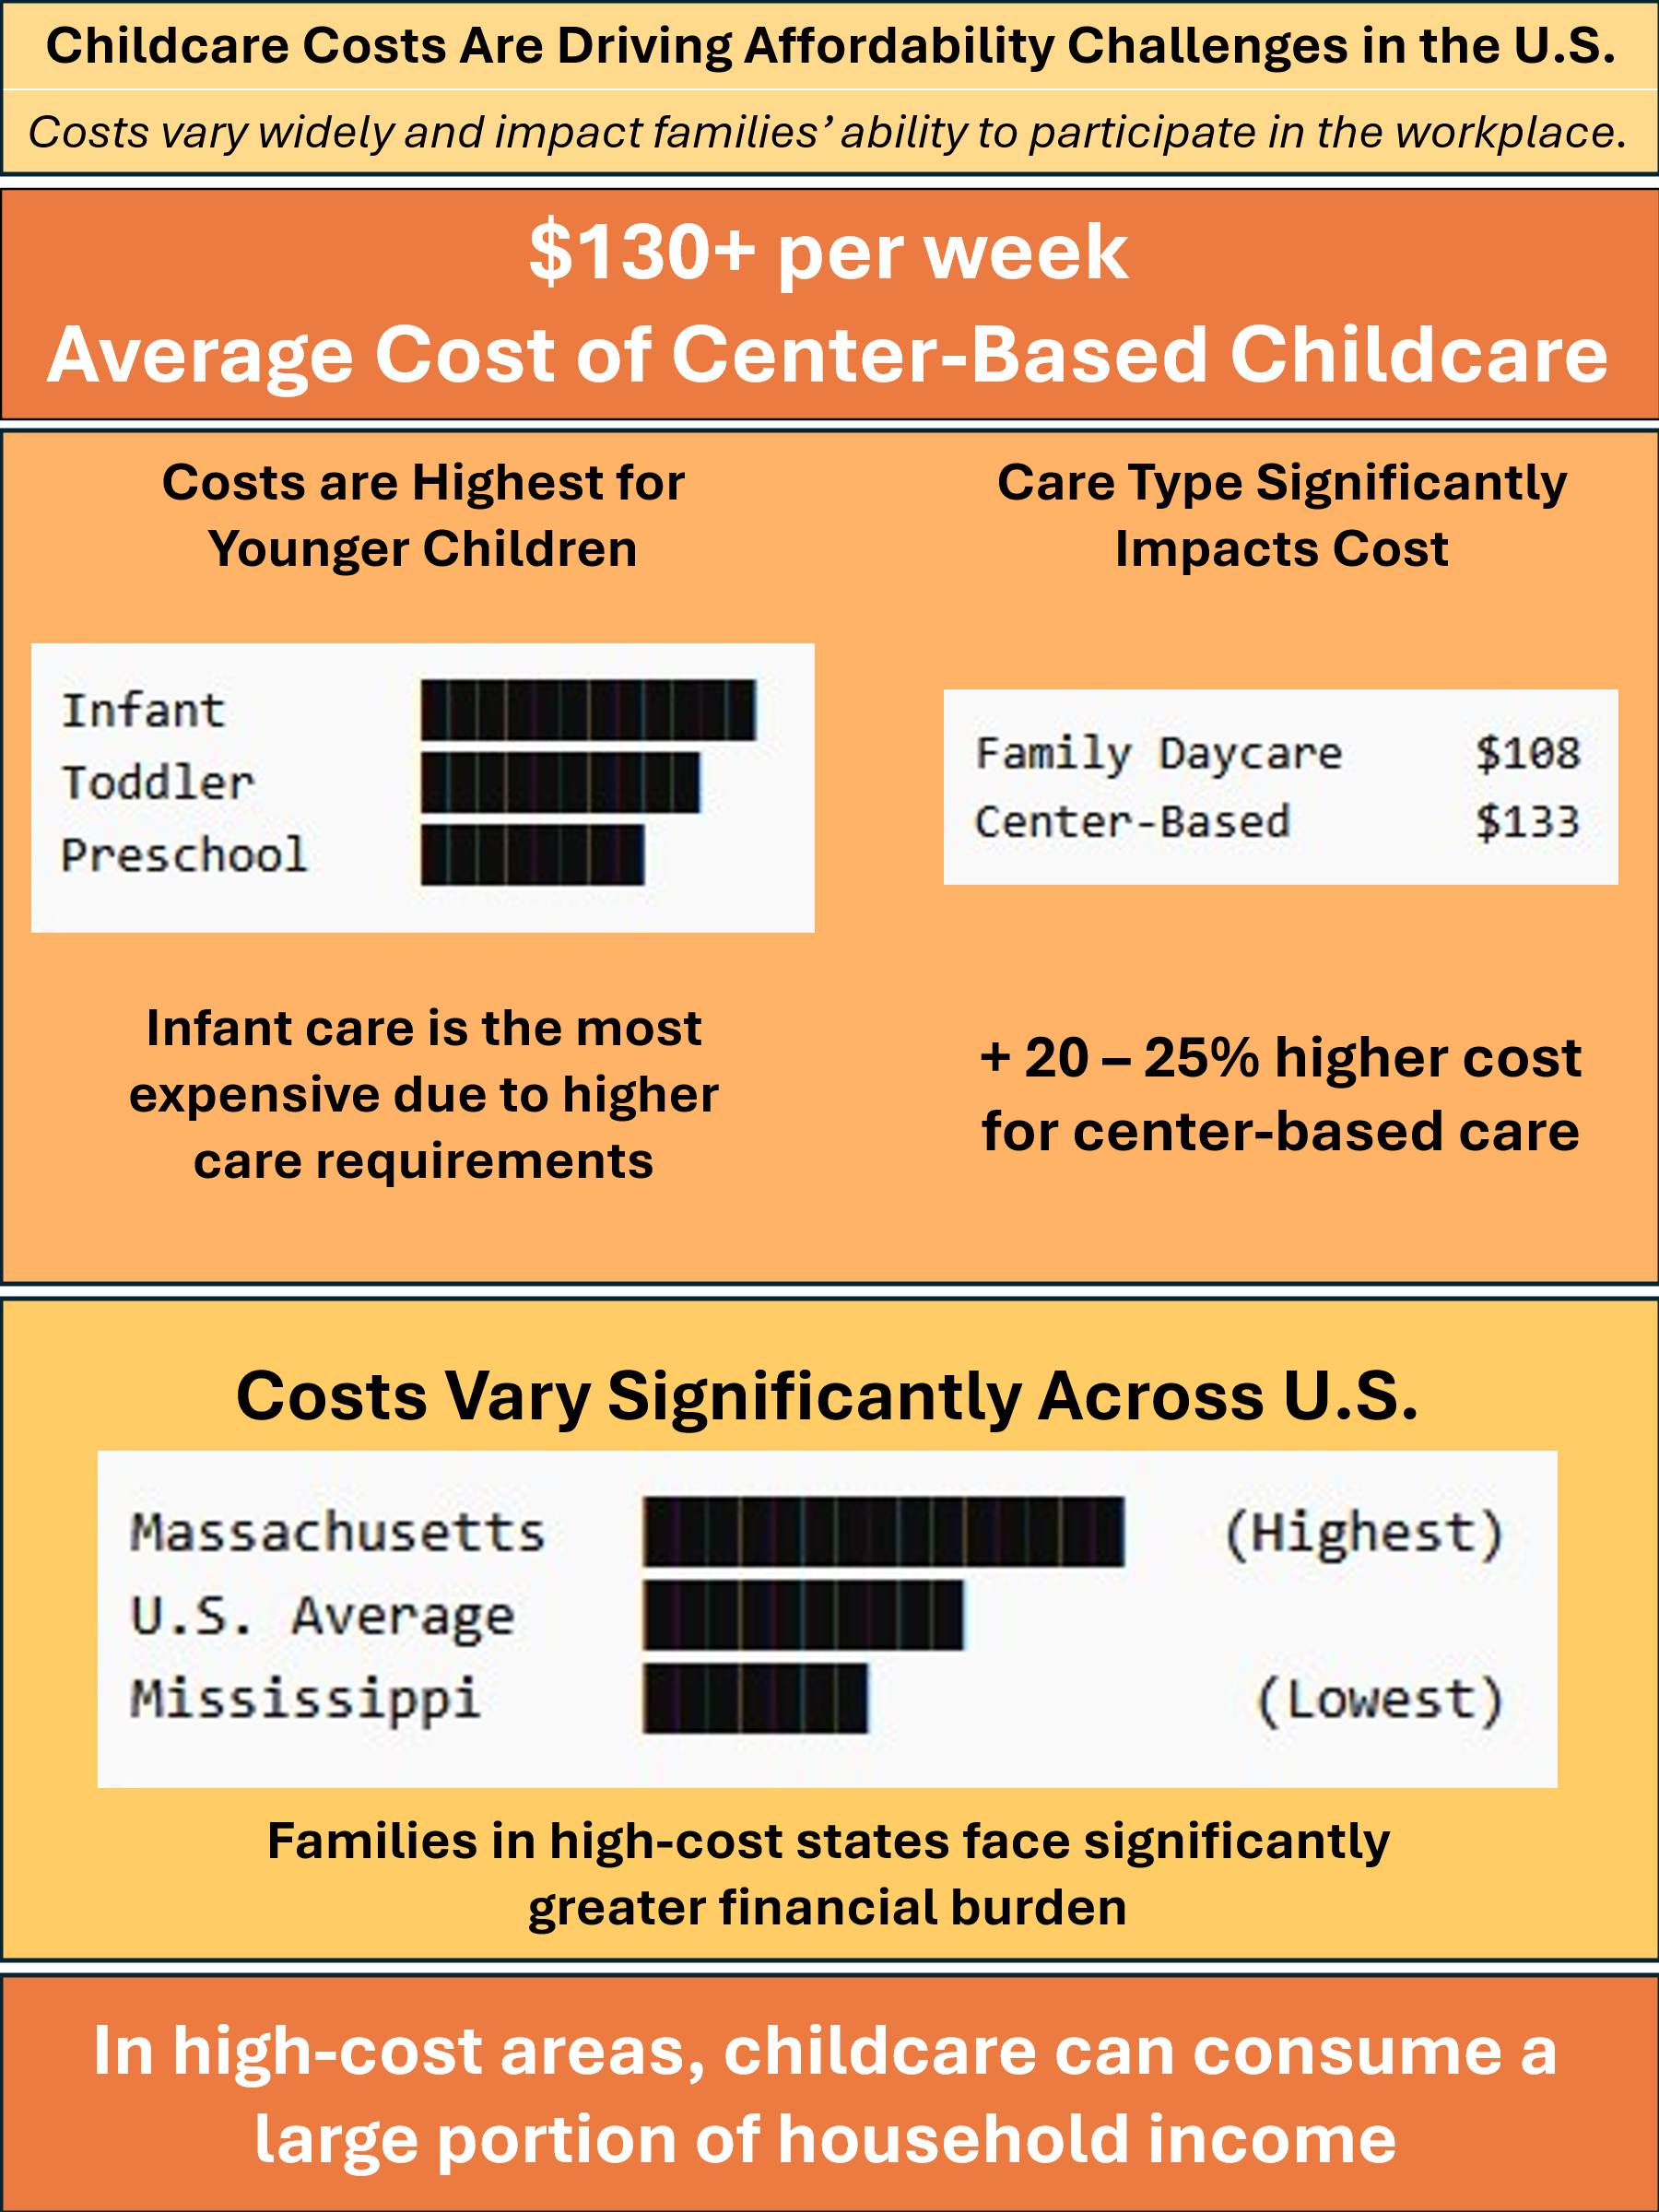 Childcare Costs Are Driving Affordability Challenges in the U.S.
Costs vary widely and impact families’ ability to participate in the workplace.
$130+ per week
Average Cost of Center-Based Childcare
Costs are Highest for
Younger Children
Infant
Toddler
Preschool
Infant care is the most
expensive due to higher
care requirements
Care Type Significantly
Impacts Cost
Family Daycare $108
Center-Based $133
+ 20 – 25% higher cost
for center-based care
Costs Vary Significantly Across U.S.
Massachusetts (Highest)
U.S. Average
Mississippi (Lowest)
Families in high-cost states face significantly
greater financial burden
In high-cost areas, childcare can consume a
large portion of household income